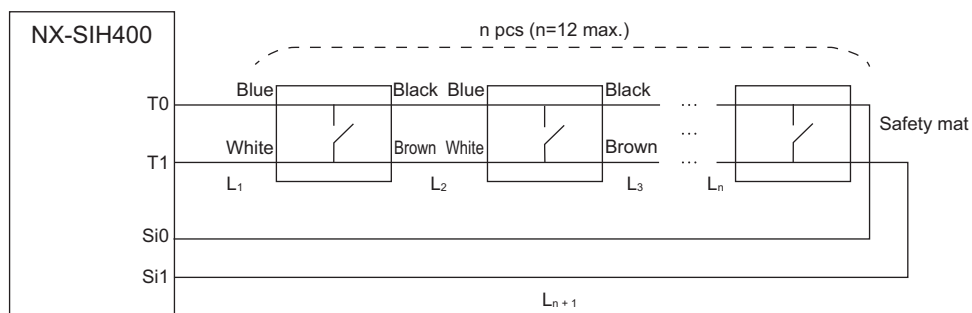 NX-SIH400
n pcs (n=12 max.)
T0 Blue Black Blue Black ...
... Safety mat
T1 White Brown White Brown ...
L1 L2 L3 Ln
Si0
Si1
Ln + 1